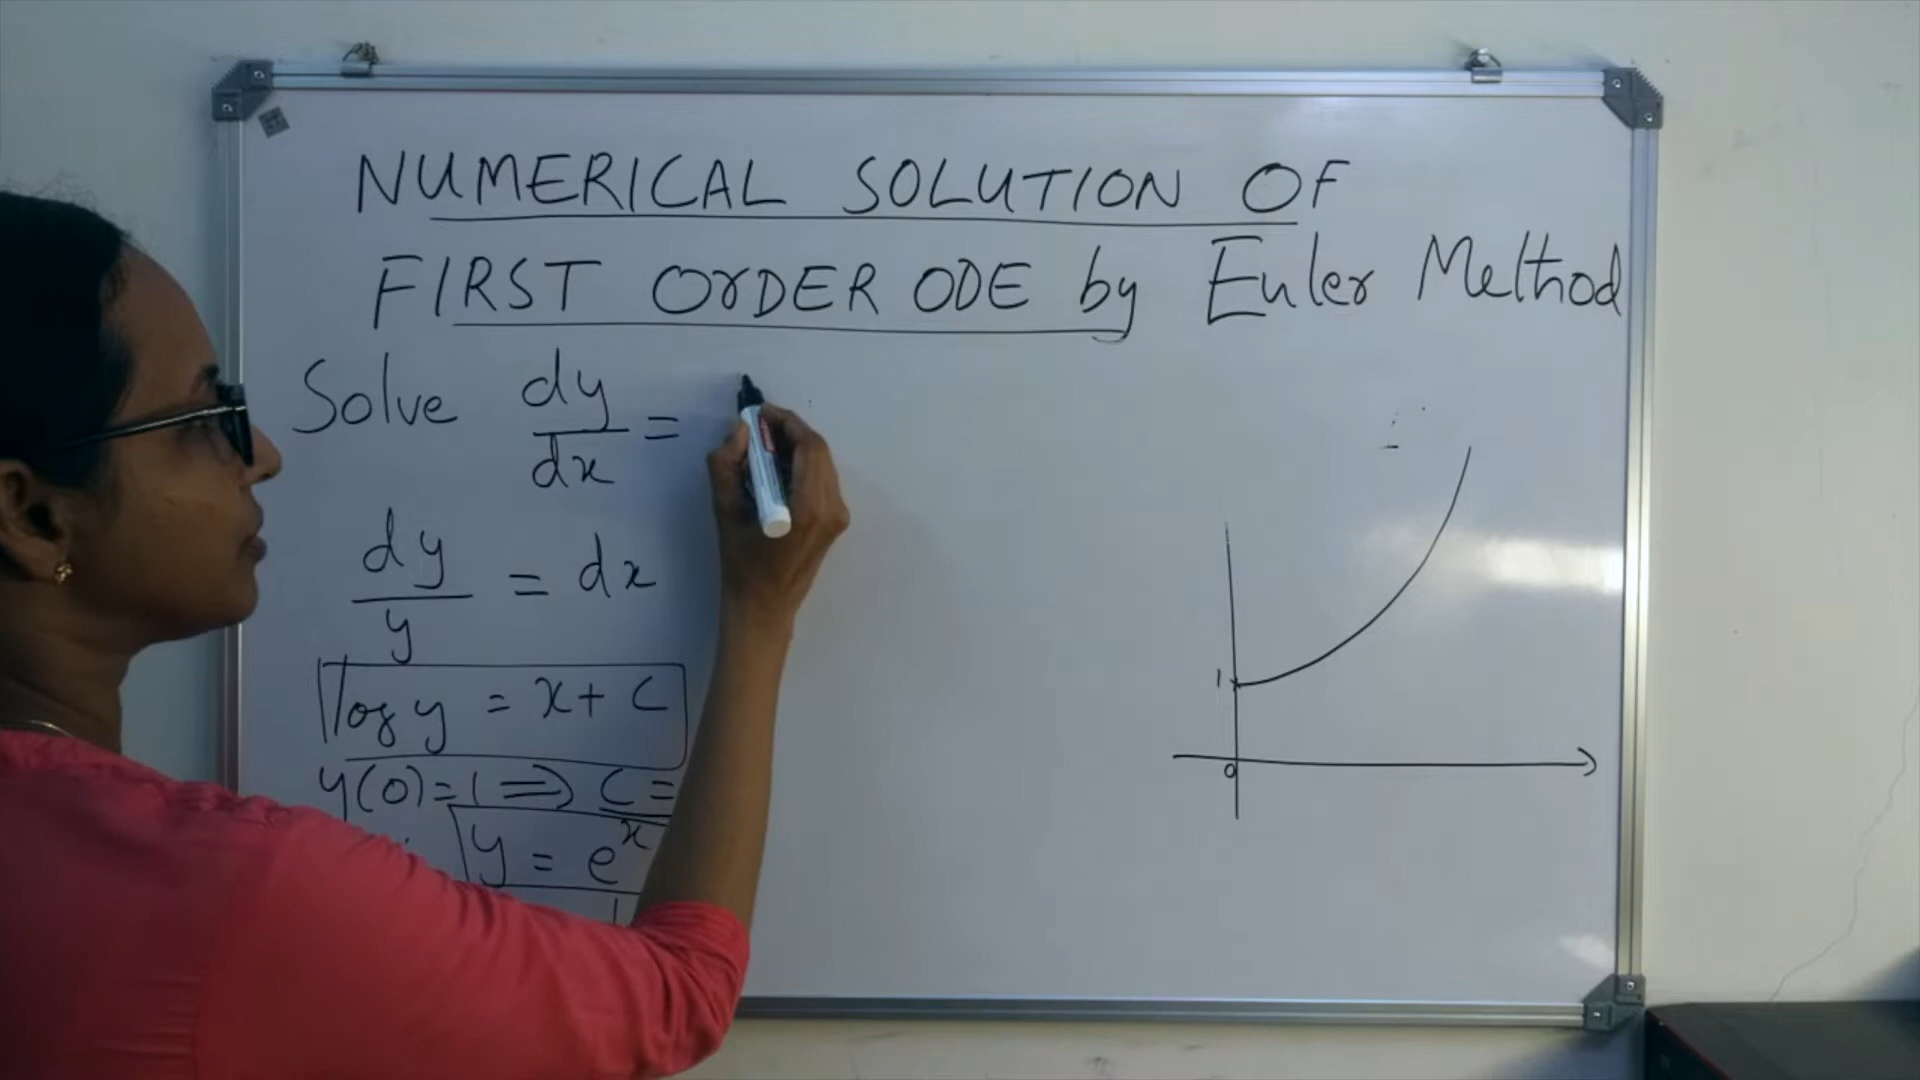 NUMERICAL SOLUTION OF
FIRST ORDER ODE by Euler Method
Solve dy/dx =
dy/y = dx
log y = x + c
y(0)=1 ⇒ c =
y = e^x
1
0